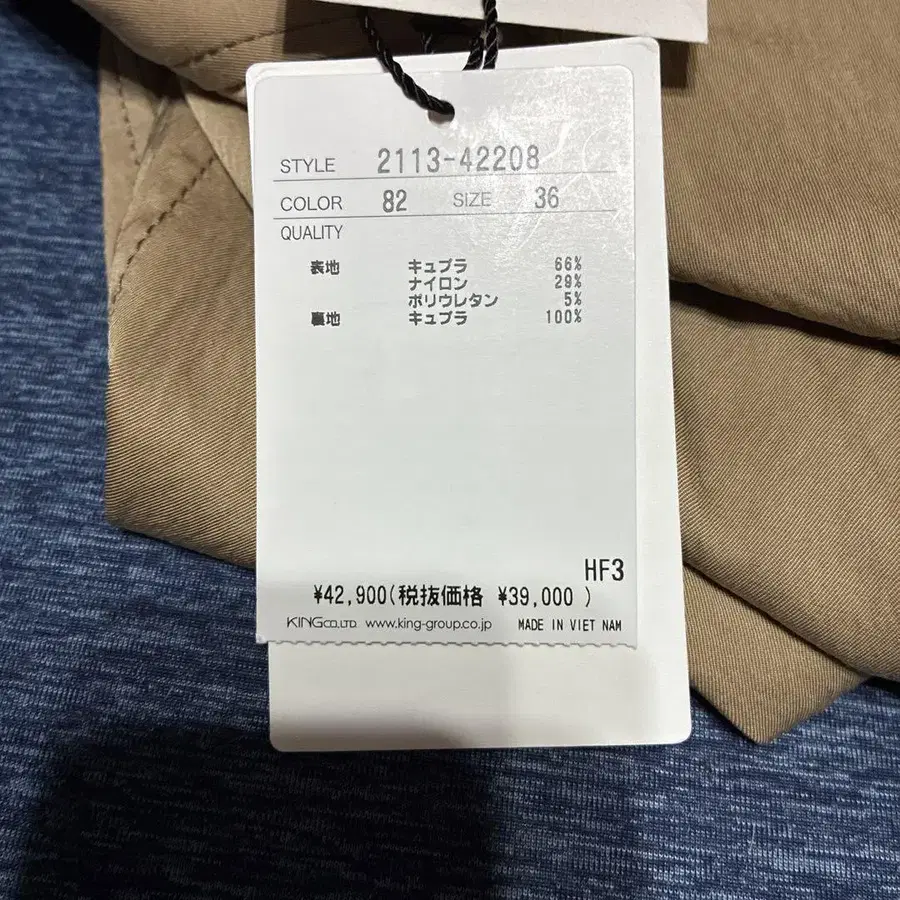 STYLE 2113-42208
COLOR 82 SIZE 36
QUALITY
表地 キュプラ 66%
ナイロン 29%
ポリウレタン 5%
裏地 キュプラ 100%
HF3
¥42,900(税抜価格 ¥39,000 )
KING CO.,LTD. www.king-group.co.jp MADE IN VIET NAM